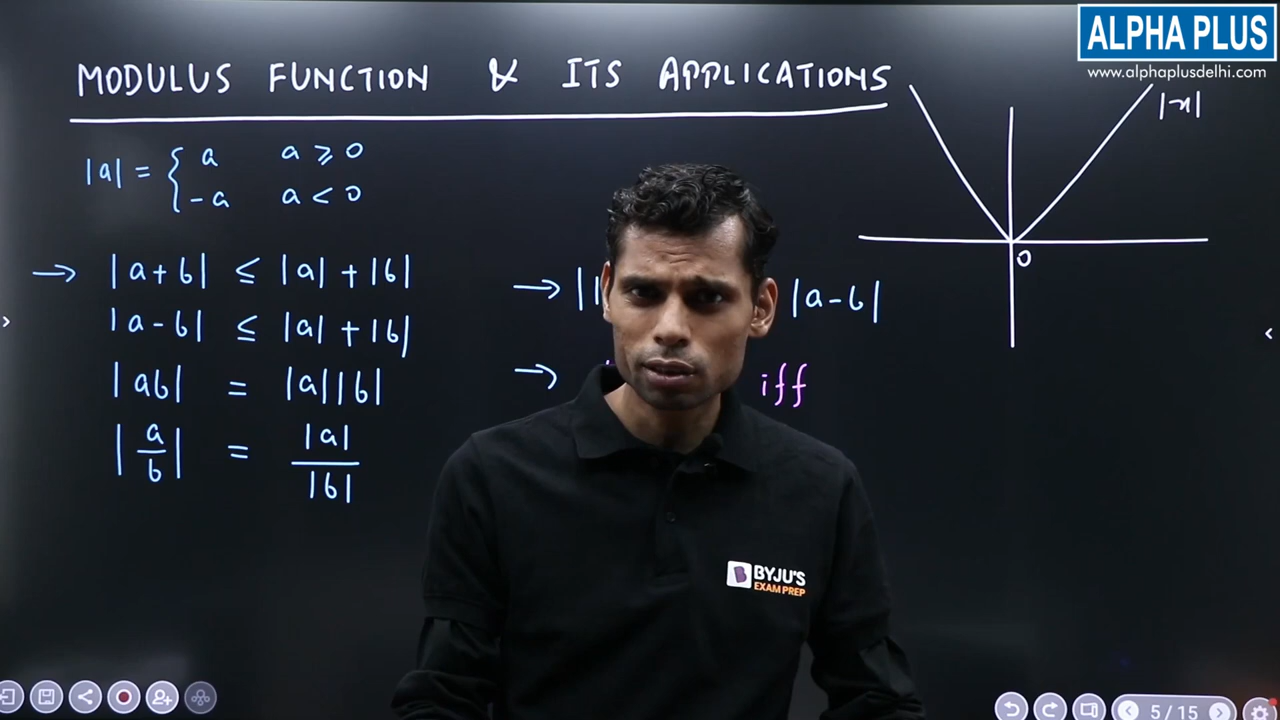 ALPHA PLUS
www.alphaplusdelhi.com
MODULUS FUNCTION & ITS APPLICATIONS
|x|
|a| = { a a ≥ 0
-a a < 0
0
→ |a+b| ≤ |a| + |b|
→ | |a-b|
|a-b| ≤ |a| + |b|
|ab| = |a||b|
→ iff
|a/b| = |a|/|b|
BYJU'S
EXAM PREP
5/15